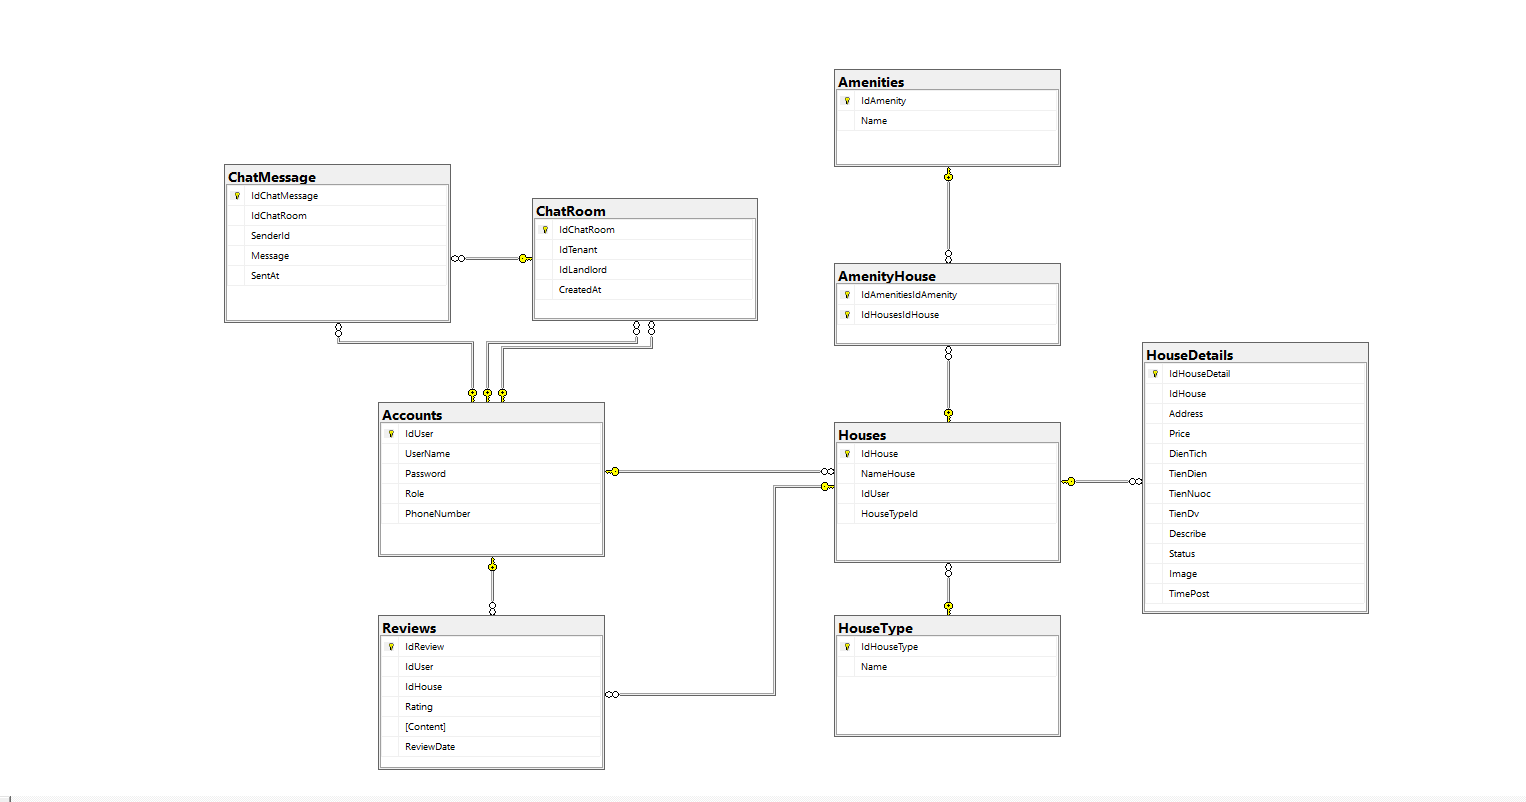 Amenities
IdAmenity
Name
ChatMessage
IdChatMessage
IdChatRoom
SenderId
Message
SentAt
ChatRoom
IdChatRoom
IdTenant
IdLandlord
CreatedAt
AmenityHouse
IdAmenitiesIdAmenity
IdHousesIdHouse
HouseDetails
IdHouseDetail
IdHouse
Address
Price
DienTich
TienDien
TienNuoc
TienDv
Describe
Status
Image
TimePost
Accounts
IdUser
UserName
Password
Role
PhoneNumber
Houses
IdHouse
NameHouse
IdUser
HouseTypeId
Reviews
IdReview
IdUser
IdHouse
Rating
[Content]
ReviewDate
HouseType
IdHouseType
Name